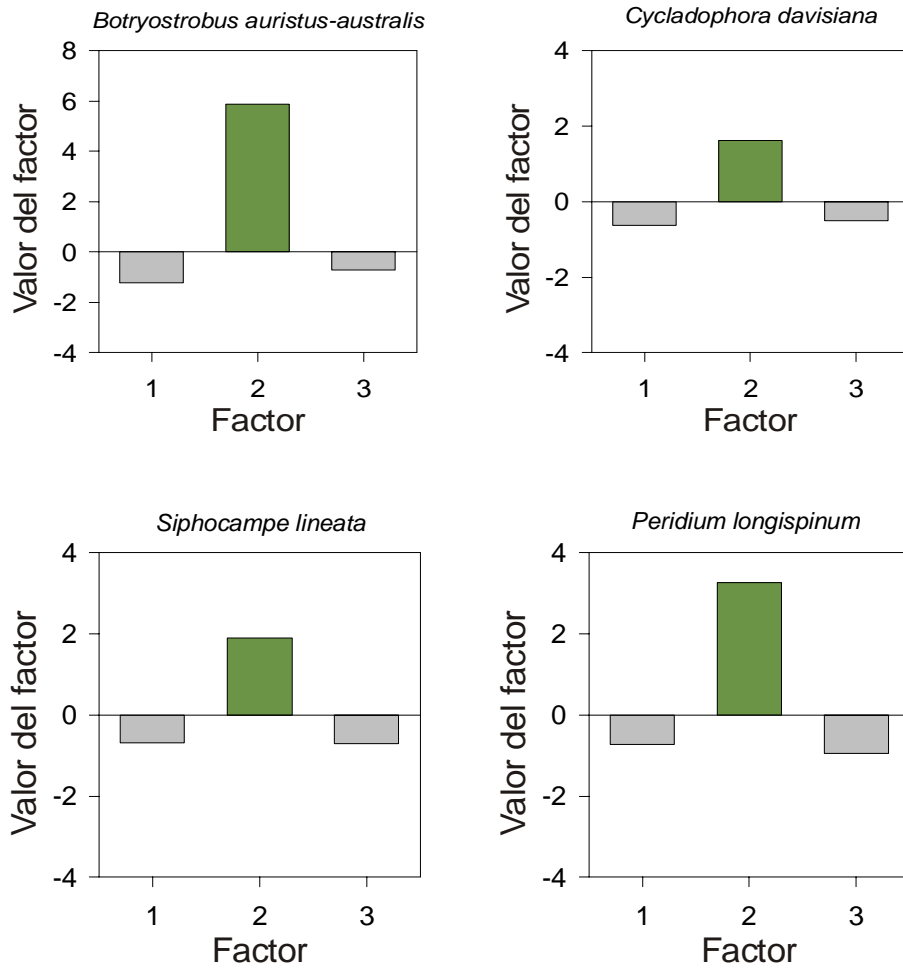 Botryostrobus auristus-australis
Valor del factor
8
6
4
2
0
-2
-4
1 2 3
Factor
Cycladophora davisiana
Valor del factor
4
2
0
-2
-4
1 2 3
Factor
Siphocampe lineata
Valor del factor
4
2
0
-2
-4
1 2 3
Factor
Peridium longispinum
Valor del factor
4
2
0
-2
-4
1 2 3
Factor